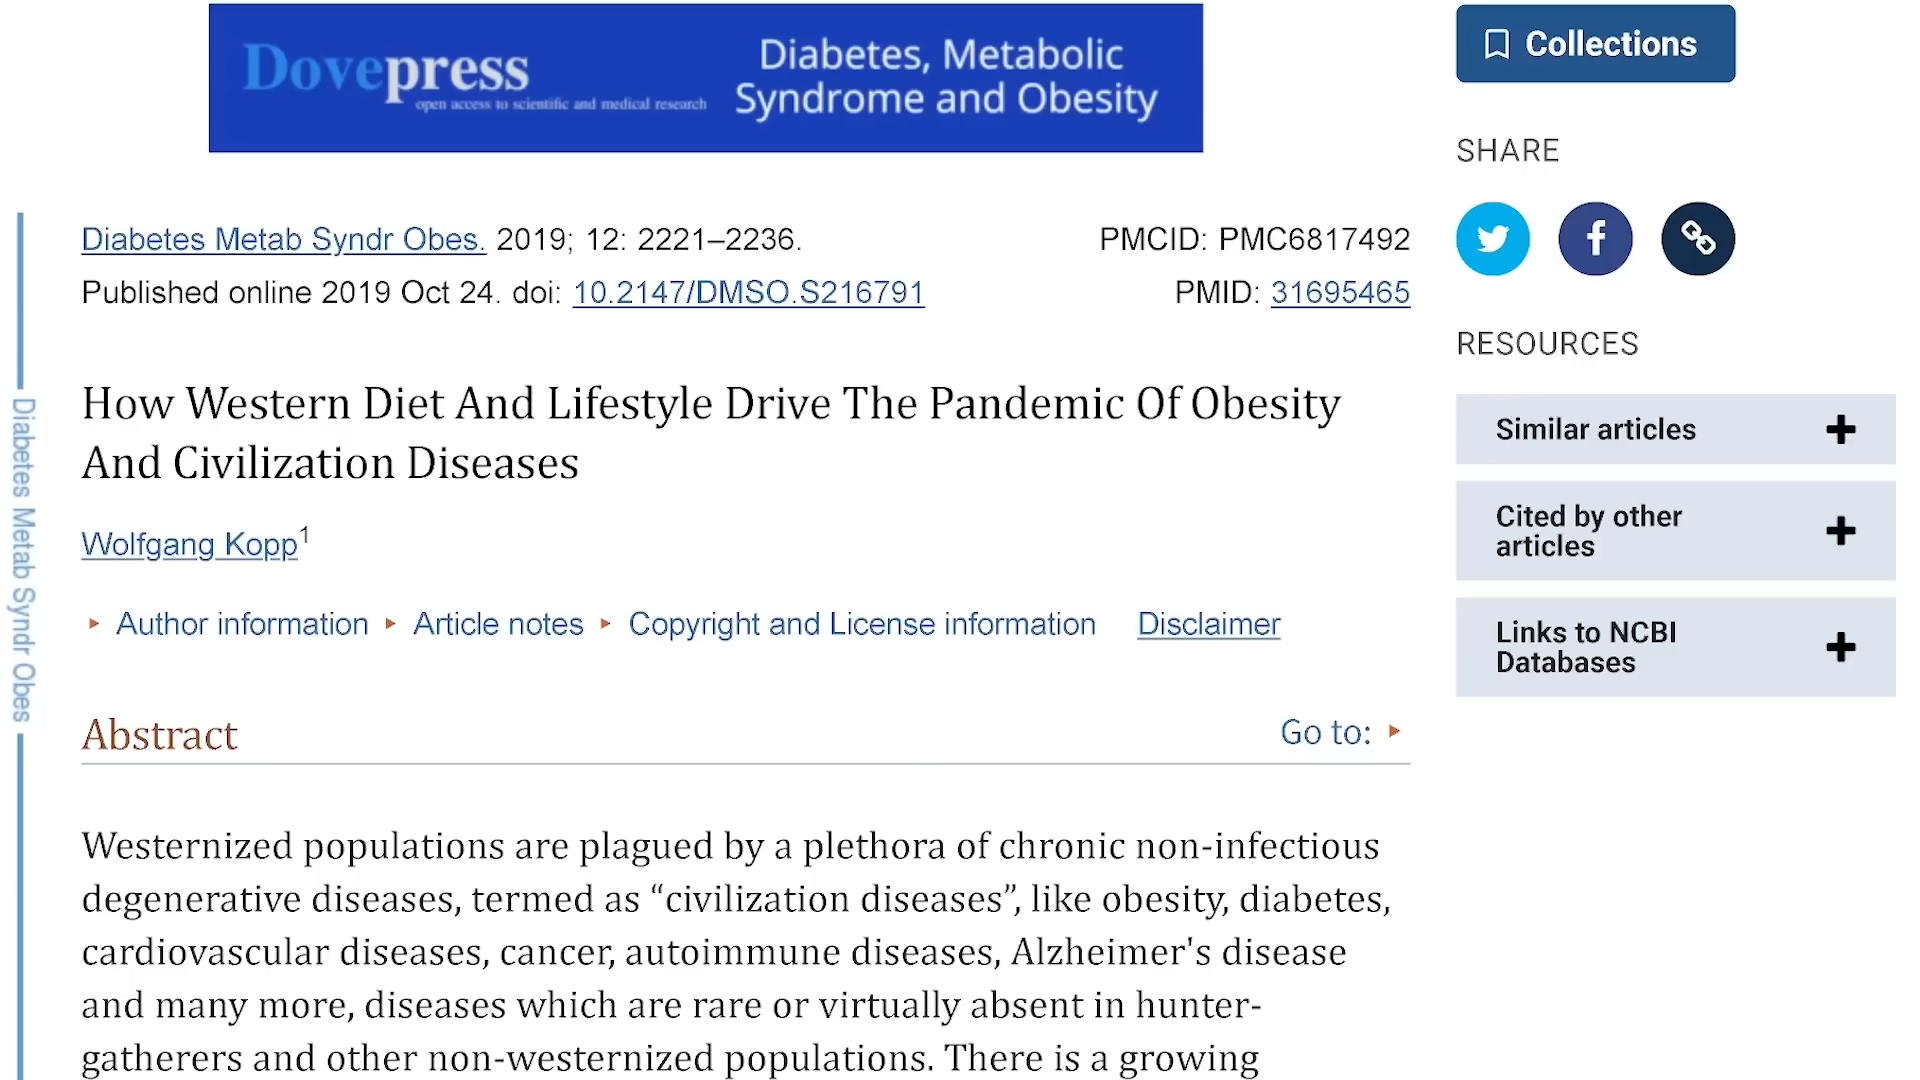 Dovepress
open access to scientific and medical research
Diabetes, Metabolic
Syndrome and Obesity
Collections
SHARE
Diabetes Metab Syndr Obes. 2019; 12: 2221–2236.
PMCID: PMC6817492
Published online 2019 Oct 24. doi: 10.2147/DMSO.S216791
PMID: 31695465
How Western Diet And Lifestyle Drive The Pandemic Of Obesity
And Civilization Diseases
Wolfgang Kopp1
Author information
Article notes
Copyright and License information
Disclaimer
Abstract
Go to:
Westernized populations are plagued by a plethora of chronic non-infectious
degenerative diseases, termed as “civilization diseases”, like obesity, diabetes,
cardiovascular diseases, cancer, autoimmune diseases, Alzheimer's disease
and many more, diseases which are rare or virtually absent in hunter-
gatherers and other non-westernized populations. There is a growing
RESOURCES
Similar articles
Cited by other
articles
Links to NCBI
Databases
Diabetes Metab Syndr Obes